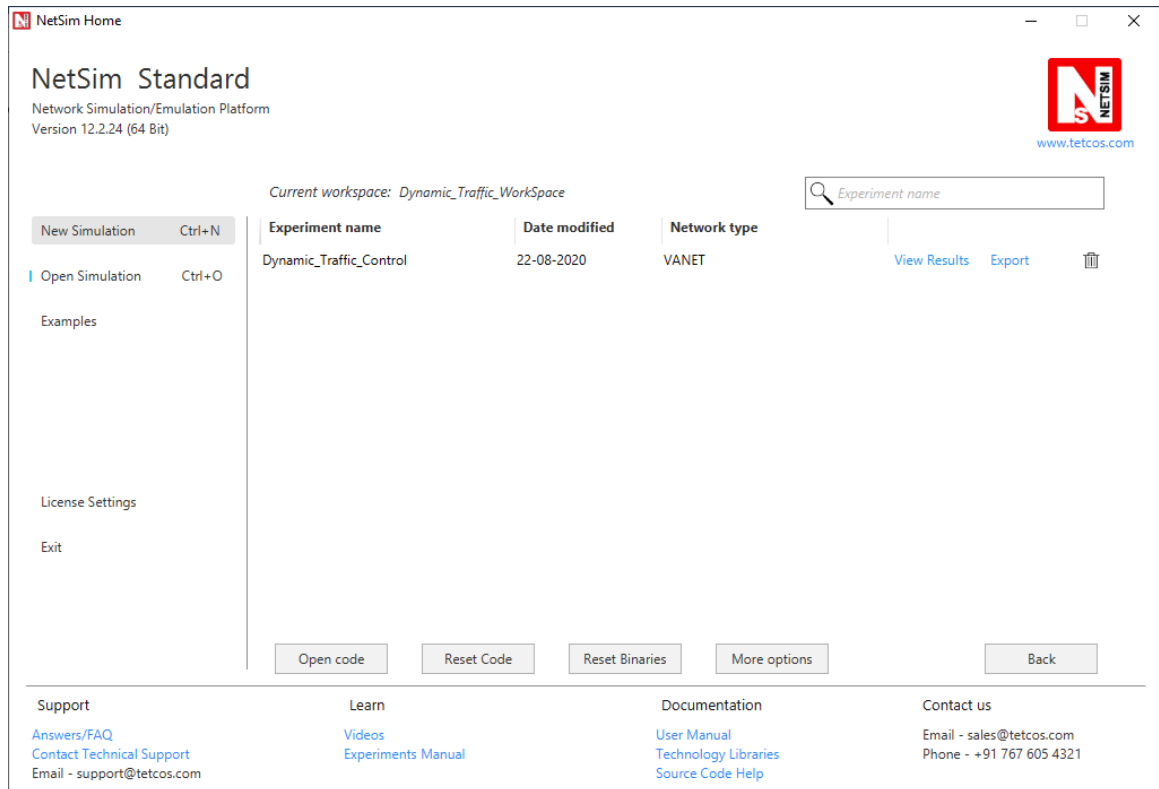 NetSim Home
NetSim Standard
Network Simulation/Emulation Platform
Version 12.2.24 (64 Bit)
NS NETSIM
www.tetcos.com
Current workspace: Dynamic_Traffic_WorkSpace
Experiment name
New Simulation Ctrl+N
Open Simulation Ctrl+O
Examples
License Settings
Exit
Experiment name Date modified Network type
Dynamic_Traffic_Control 22-08-2020 VANET View Results Export
Open code Reset Code Reset Binaries More options Back
Support
Answers/FAQ
Contact Technical Support
Email - support@tetcos.com
Learn
Videos
Experiments Manual
Documentation
User Manual
Technology Libraries
Source Code Help
Contact us
Email - sales@tetcos.com
Phone - +91 767 605 4321